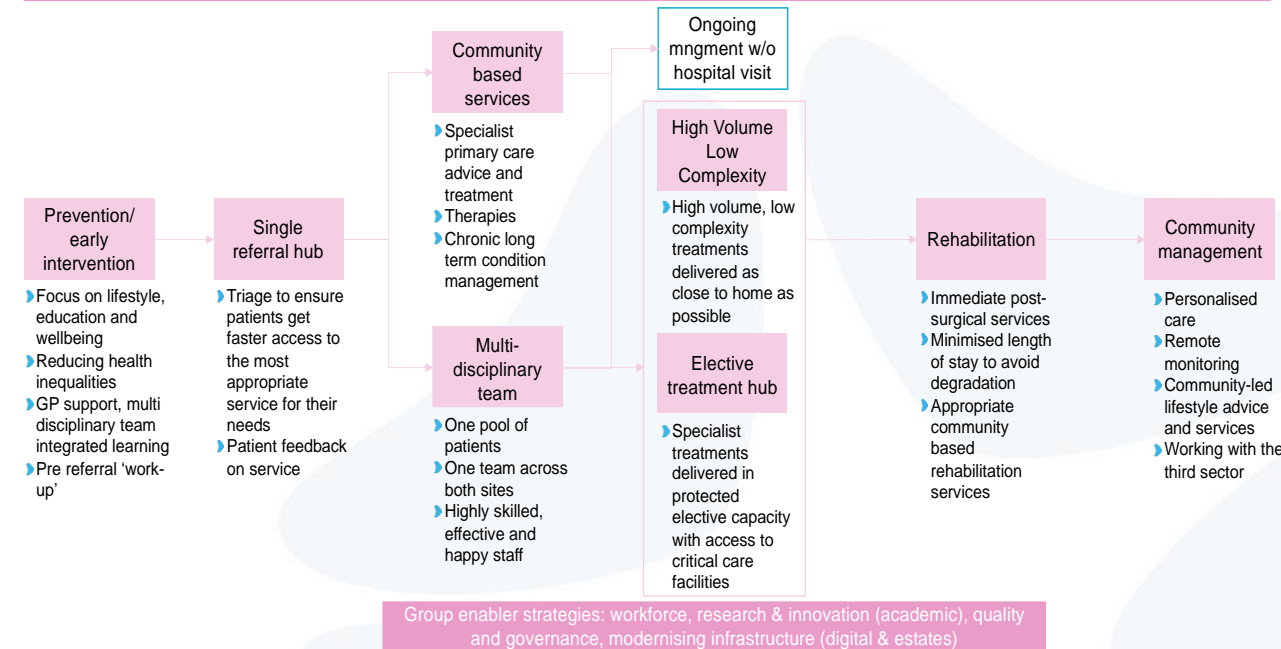 Prevention/
early
intervention
Focus on lifestyle,
education and
wellbeing
Reducing health
inequalities
GP support, multi
disciplinary team
integrated learning
Pre referral ‘work-
up’
Single
referral hub
Triage to ensure
patients get
faster access to
the most
appropriate
service for their
needs
Patient feedback
on service
Community
based
services
Specialist
primary care
advice and
treatment
Therapies
Chronic long
term condition
management
Multi-
disciplinary
team
One pool of
patients
One team across
both sites
Highly skilled,
effective and
happy staff
Ongoing
mngment w/o
hospital visit
High Volume
Low
Complexity
High volume, low
complexity
treatments
delivered as
close to home as
possible
Elective
treatment hub
Specialist
treatments
delivered in
protected
elective capacity
with access to
critical care
facilities
Rehabilitation
Immediate post-
surgical services
Minimised length
of stay to avoid
degradation
Appropriate
community
based
rehabilitation
services
Community
management
Personalised
care
Remote
monitoring
Community-led
lifestyle advice
and services
Working with the
third sector
Group enabler strategies: workforce, research & innovation (academic), quality
and governance, modernising infrastructure (digital & estates)